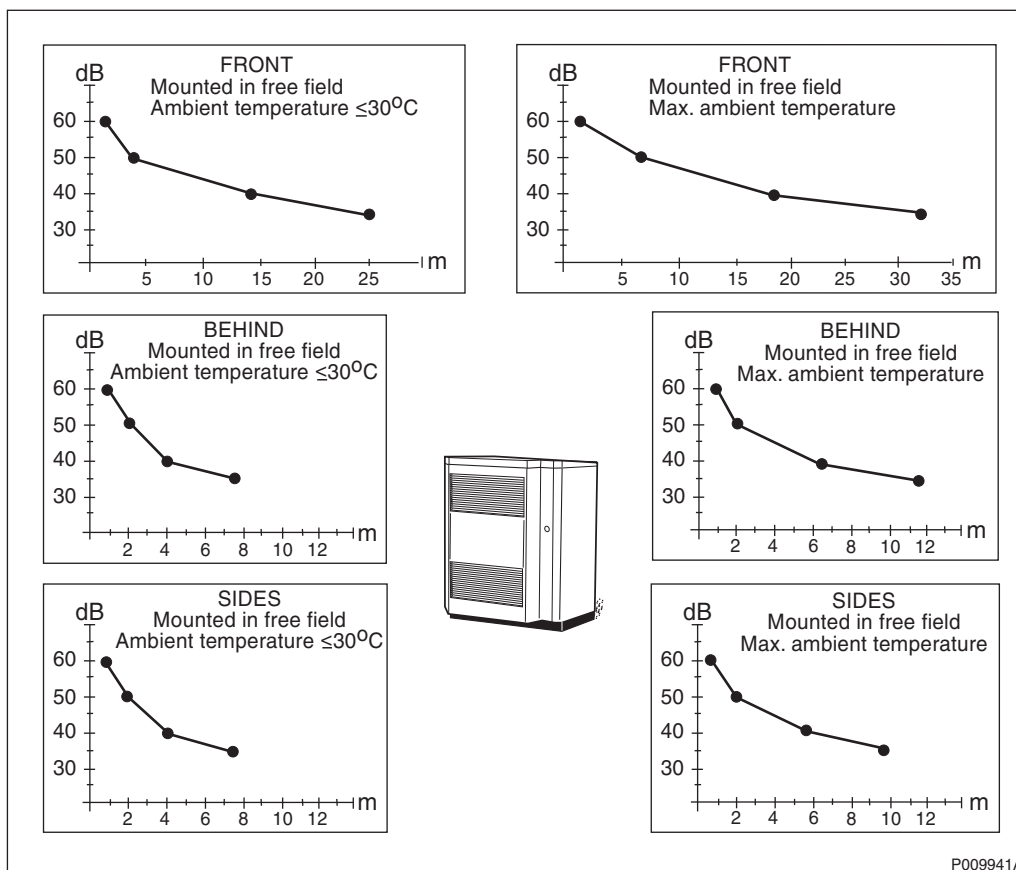 FRONT
Mounted in free field
Ambient temperature ≤30°C
dB
60
50
40
30
5 10 15 20 25 m
FRONT
Mounted in free field
Max. ambient temperature
dB
60
50
40
30
5 10 15 20 25 30 35 m
BEHIND
Mounted in free field
Ambient temperature ≤30°C
dB
60
50
40
30
2 4 6 8 10 12 m
BEHIND
Mounted in free field
Max. ambient temperature
dB
60
50
40
30
2 4 6 8 10 12 m
SIDES
Mounted in free field
Ambient temperature ≤30°C
dB
60
50
40
30
2 4 6 8 10 12 m
SIDES
Mounted in free field
Max. ambient temperature
dB
60
50
40
30
2 4 6 8 10 12 m
P009941A